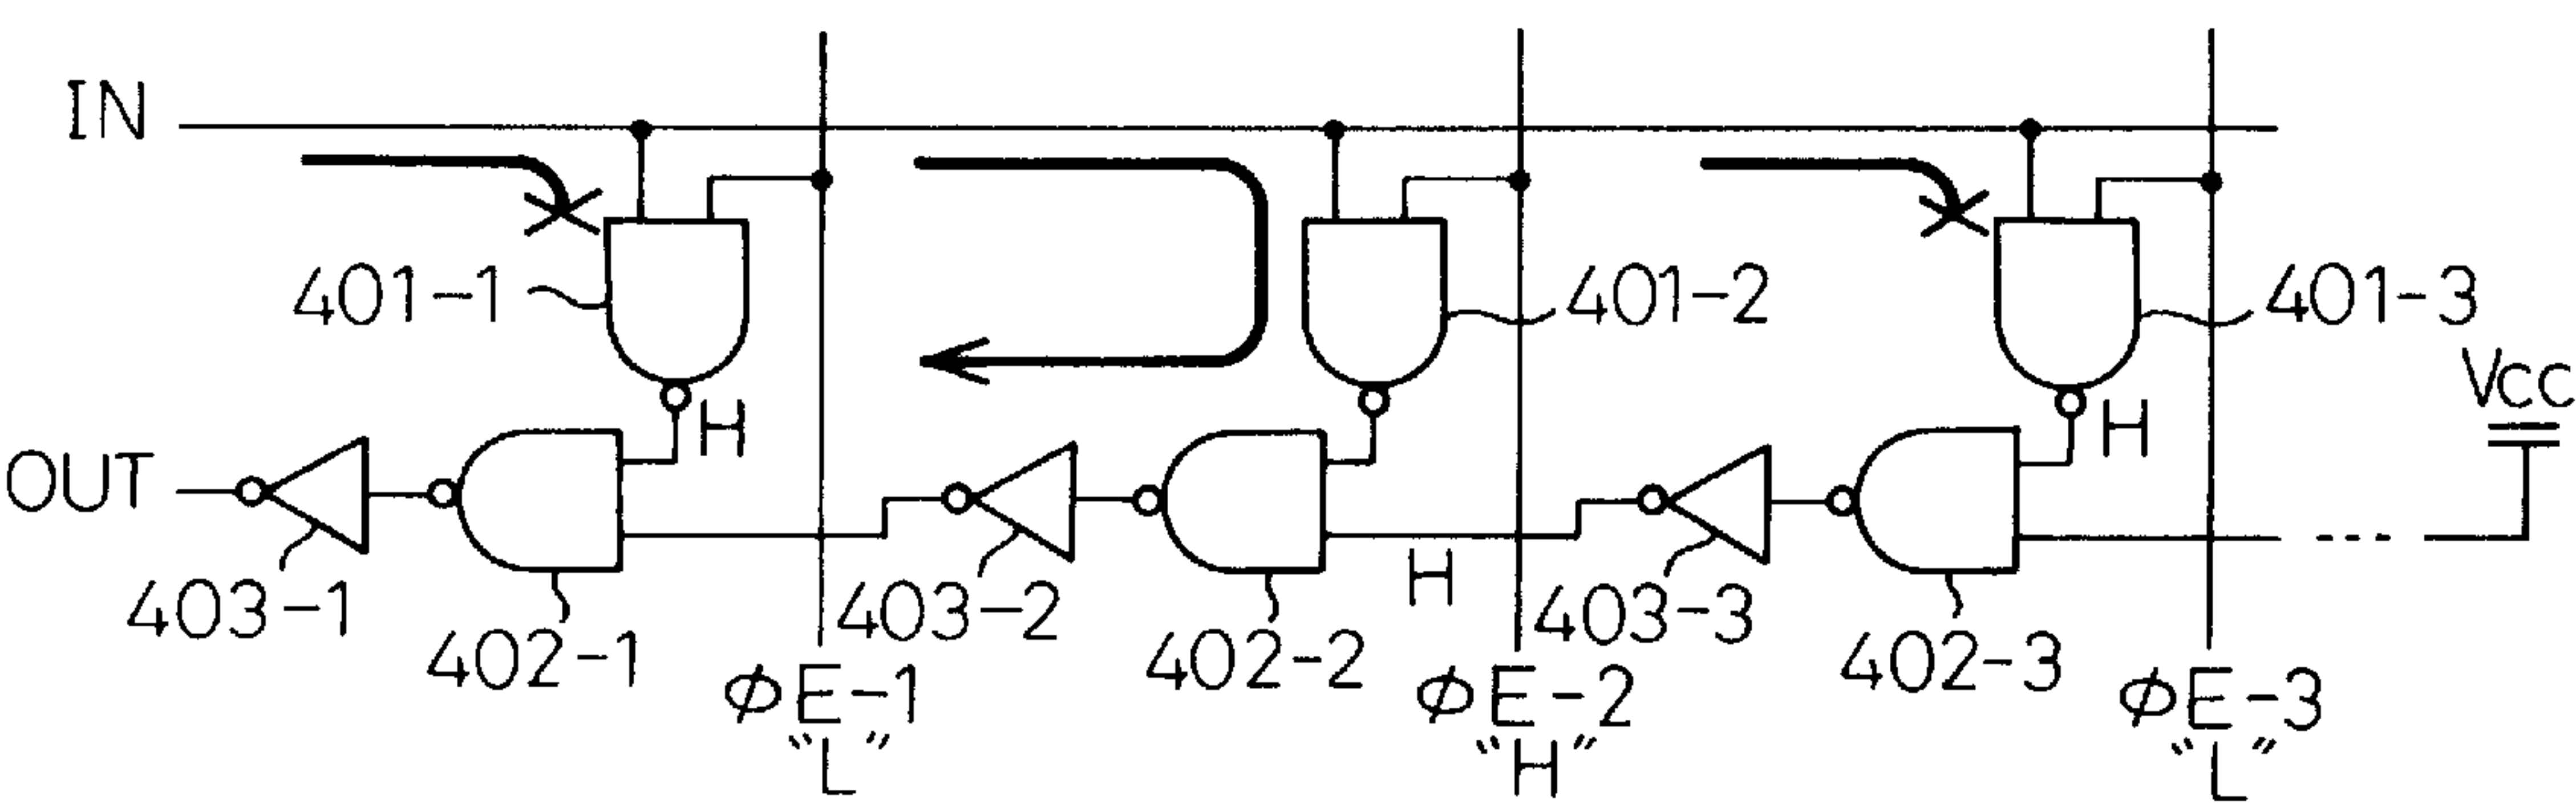 IN
401-1
401-2
401-3
VCC
H
H
OUT
H
403-1
402-1
403-2
402-2
403-3
402-3
φE-1
"L"
φE-2
"H"
φE-3
"L"